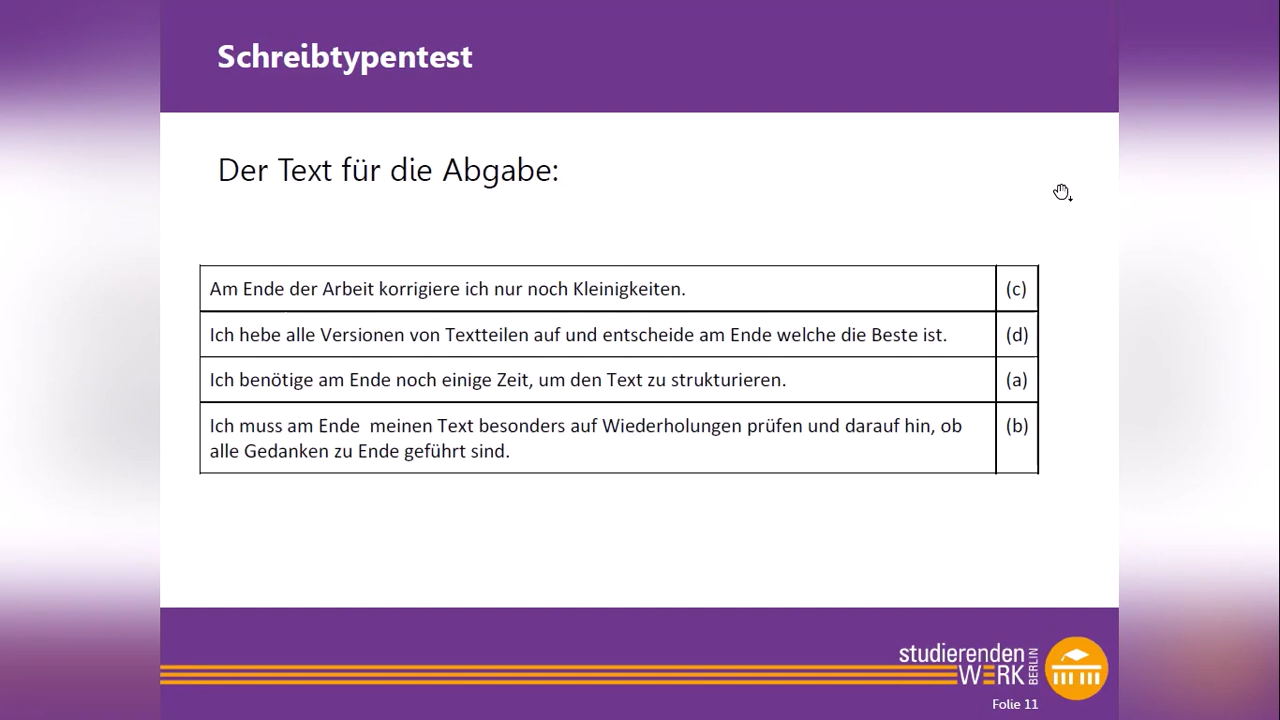 Schreibtypentest
Der Text für die Abgabe:
Am Ende der Arbeit korrigiere ich nur noch Kleinigkeiten. (c)
Ich hebe alle Versionen von Textteilen auf und entscheide am Ende welche die Beste ist. (d)
Ich benötige am Ende noch einige Zeit, um den Text zu strukturieren. (a)
Ich muss am Ende meinen Text besonders auf Wiederholungen prüfen und darauf hin, ob (b)
alle Gedanken zu Ende geführt sind.
studierenden
WERK
BERLIN
Folie 11